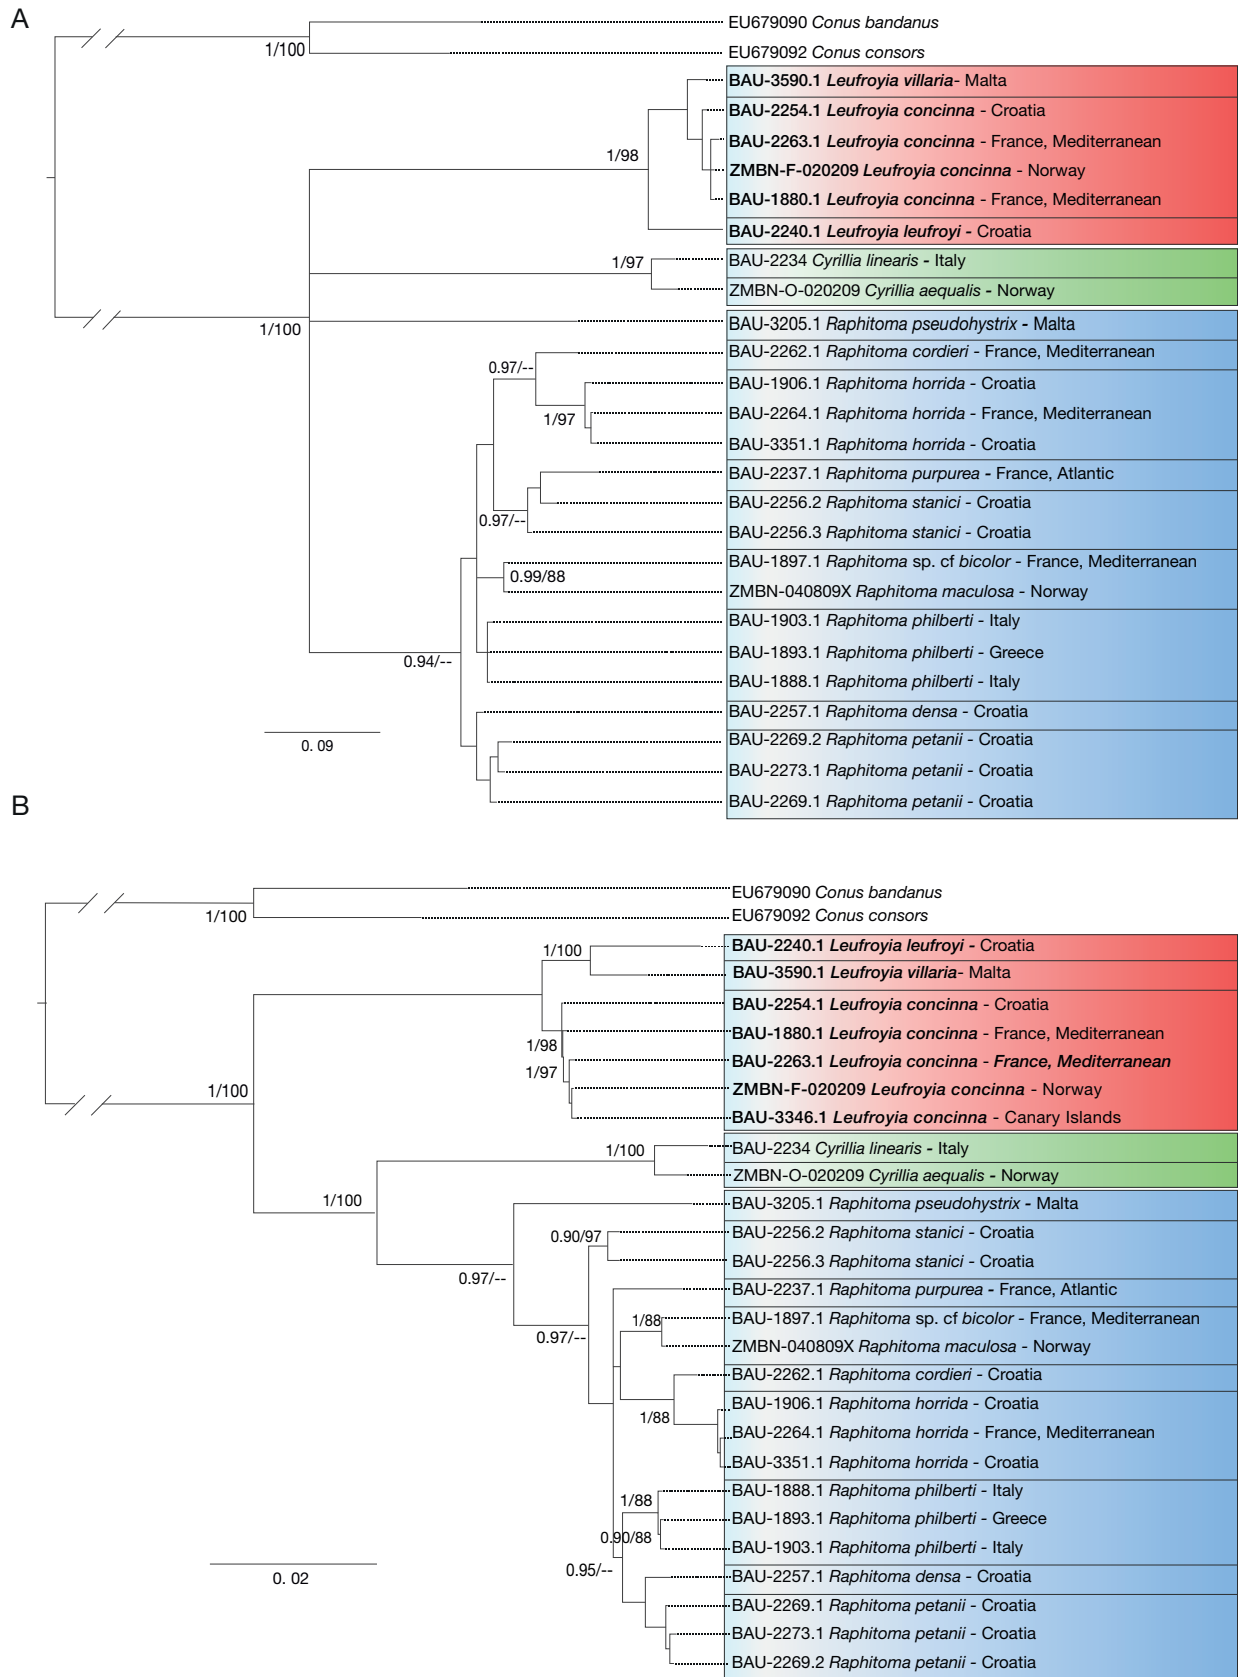 A
EU679090 Conus bandanus
1/100
EU679092 Conus consors
BAU-3590.1 Leufroyia villaria- Malta
BAU-2254.1 Leufroyia concinna - Croatia
BAU-2263.1 Leufroyia concinna - France, Mediterranean
1/98
ZMBN-F-020209 Leufroyia concinna - Norway
BAU-1880.1 Leufroyia concinna - France, Mediterranean
BAU-2240.1 Leufroyia leufroyi - Croatia
1/97
BAU-2234 Cyrillia linearis - Italy
ZMBN-O-020209 Cyrillia aequalis - Norway
1/100
BAU-3205.1 Raphitoma pseudohystrix - Malta
BAU-2262.1 Raphitoma cordieri - France, Mediterranean
0.97/--
BAU-1906.1 Raphitoma horrida - Croatia
1/97
BAU-2264.1 Raphitoma horrida - France, Mediterranean
BAU-3351.1 Raphitoma horrida - Croatia
BAU-2237.1 Raphitoma purpurea - France, Atlantic
BAU-2256.2 Raphitoma stanici - Croatia
0.97/--
BAU-2256.3 Raphitoma stanici - Croatia
BAU-1897.1 Raphitoma sp. cf bicolor - France, Mediterranean
0.99/88
ZMBN-040809X Raphitoma maculosa - Norway
BAU-1903.1 Raphitoma philberti - Italy
0.94/--
BAU-1893.1 Raphitoma philberti - Greece
BAU-1888.1 Raphitoma philberti - Italy
BAU-2257.1 Raphitoma densa - Croatia
0. 09
BAU-2269.2 Raphitoma petanii - Croatia
BAU-2273.1 Raphitoma petanii - Croatia
BAU-2269.1 Raphitoma petanii - Croatia
B
EU679090 Conus bandanus
1/100
EU679092 Conus consors
1/100
BAU-2240.1 Leufroyia leufroyi - Croatia
BAU-3590.1 Leufroyia villaria- Malta
BAU-2254.1 Leufroyia concinna - Croatia
BAU-1880.1 Leufroyia concinna - France, Mediterranean
1/98
BAU-2263.1 Leufroyia concinna - France, Mediterranean
1/97
1/100
ZMBN-F-020209 Leufroyia concinna - Norway
BAU-3346.1 Leufroyia concinna - Canary Islands
1/100
BAU-2234 Cyrillia linearis - Italy
ZMBN-O-020209 Cyrillia aequalis - Norway
1/100
BAU-3205.1 Raphitoma pseudohystrix - Malta
0.90/97
BAU-2256.2 Raphitoma stanici - Croatia
BAU-2256.3 Raphitoma stanici - Croatia
0.97/--
BAU-2237.1 Raphitoma purpurea - France, Atlantic
1/88
BAU-1897.1 Raphitoma sp. cf bicolor - France, Mediterranean
0.97/--
ZMBN-040809X Raphitoma maculosa - Norway
BAU-2262.1 Raphitoma cordieri - Croatia
BAU-1906.1 Raphitoma horrida - Croatia
1/88
BAU-2264.1 Raphitoma horrida - France, Mediterranean
BAU-3351.1 Raphitoma horrida - Croatia
BAU-1888.1 Raphitoma philberti - Italy
1/88
BAU-1893.1 Raphitoma philberti - Greece
0.90/88
BAU-1903.1 Raphitoma philberti - Italy
0.95/--
BAU-2257.1 Raphitoma densa - Croatia
0. 02
BAU-2269.1 Raphitoma petanii - Croatia
BAU-2273.1 Raphitoma petanii - Croatia
BAU-2269.2 Raphitoma petanii - Croatia